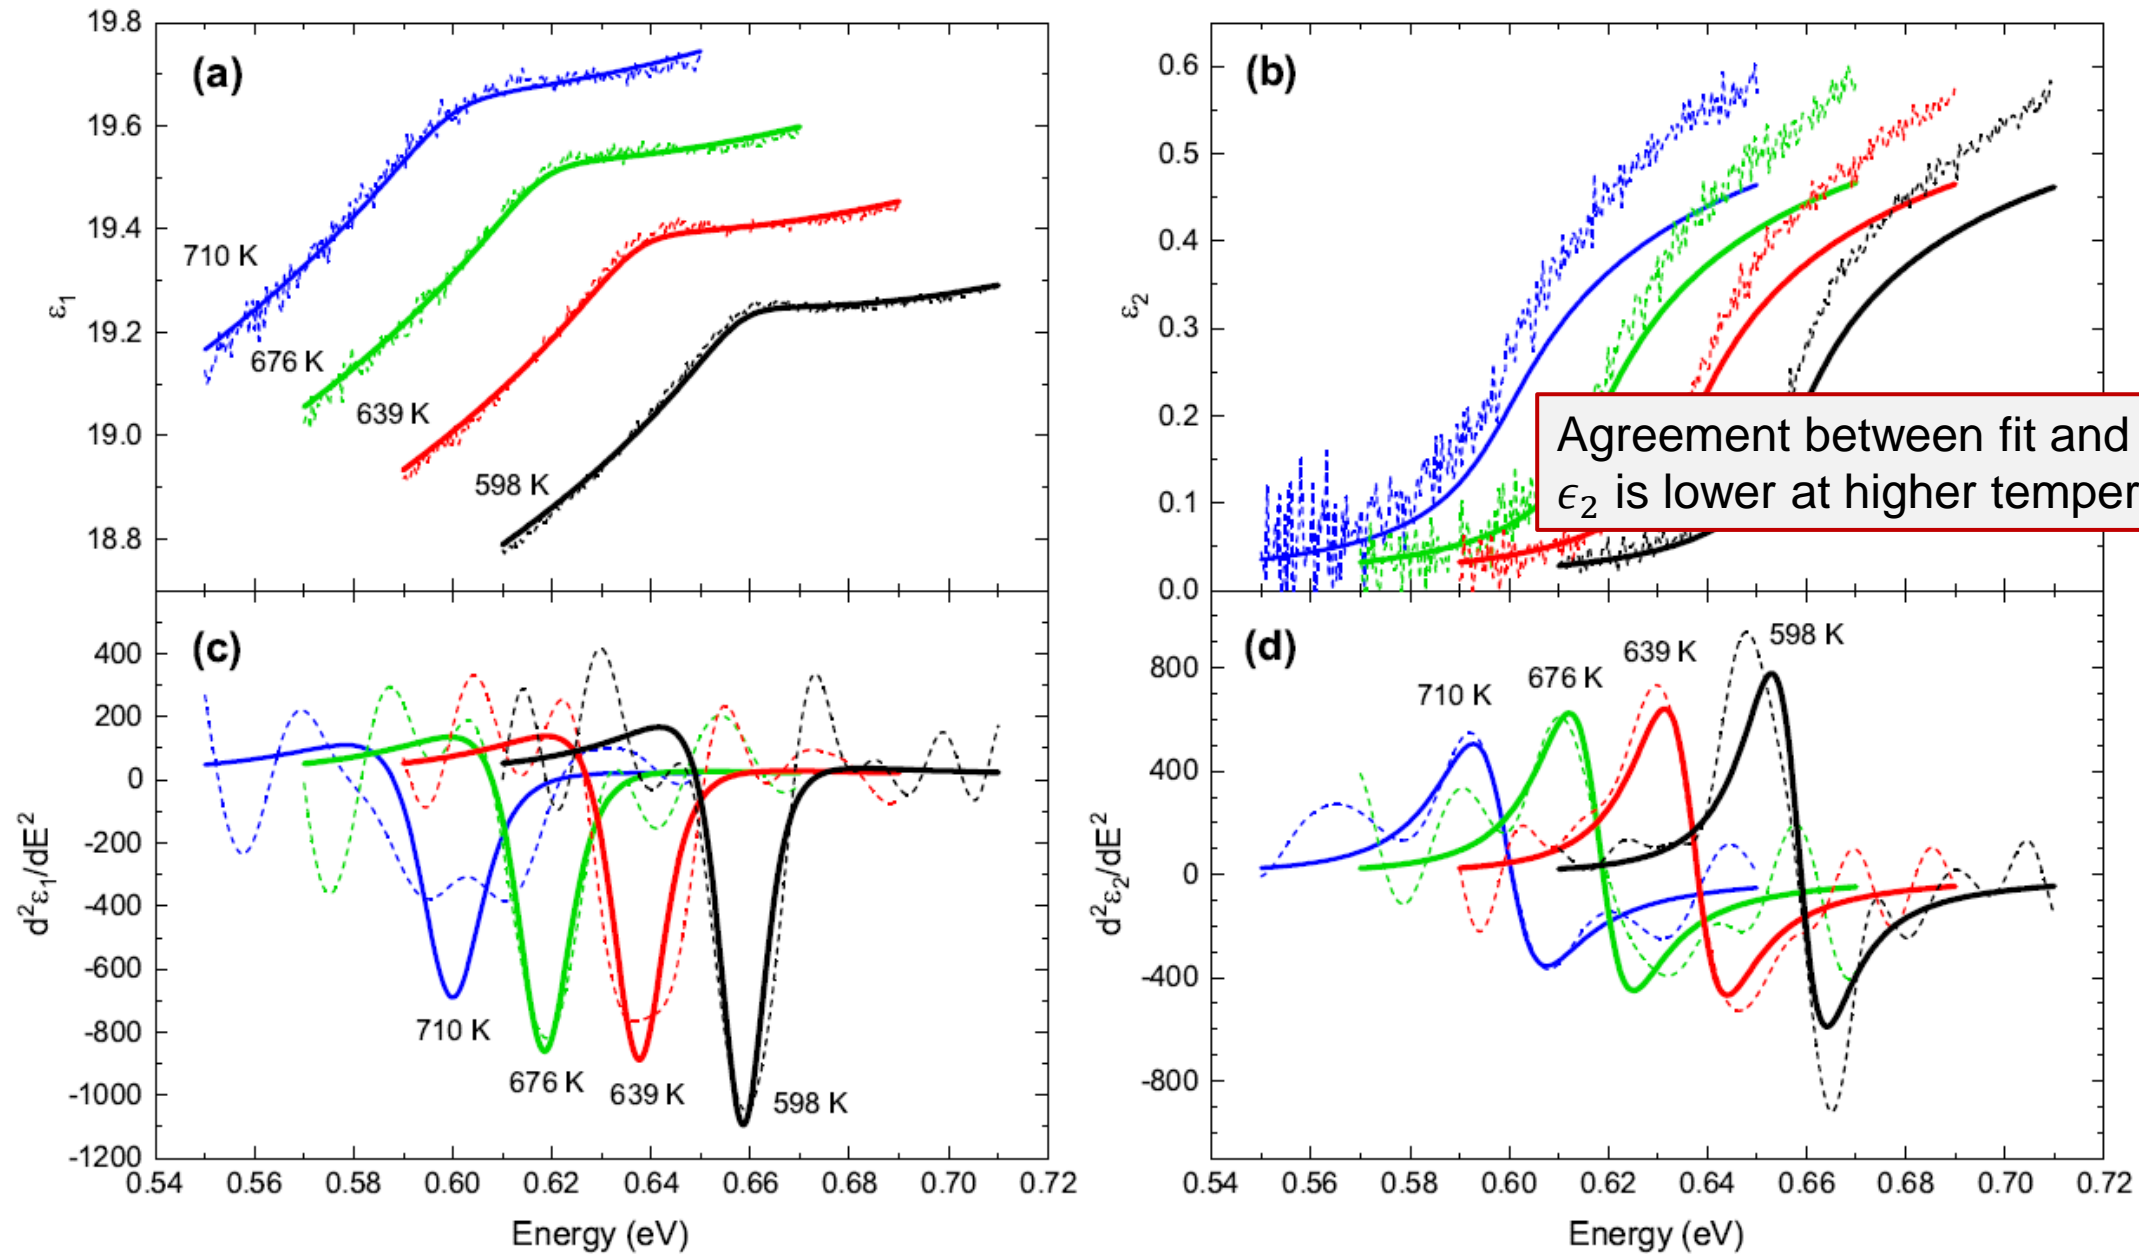 (a)
19.8
19.6
19.4
19.2
19.0
18.8
ε1
710 K
676 K
639 K
598 K
(b)
0.6
0.5
0.4
0.3
0.2
0.1
0.0
ε2
Agreement between fit and
ϵ2 is lower at higher temper
(c)
400
200
0
-200
-400
-600
-800
-1000
-1200
d²ε1/dE²
710 K
676 K
639 K
598 K
0.54 0.56 0.58 0.60 0.62 0.64 0.66 0.68 0.70 0.72
Energy (eV)
(d)
800
400
0
-400
-800
d²ε2/dE²
710 K
676 K
639 K
598 K
0.54 0.56 0.58 0.60 0.62 0.64 0.66 0.68 0.70 0.72
Energy (eV)